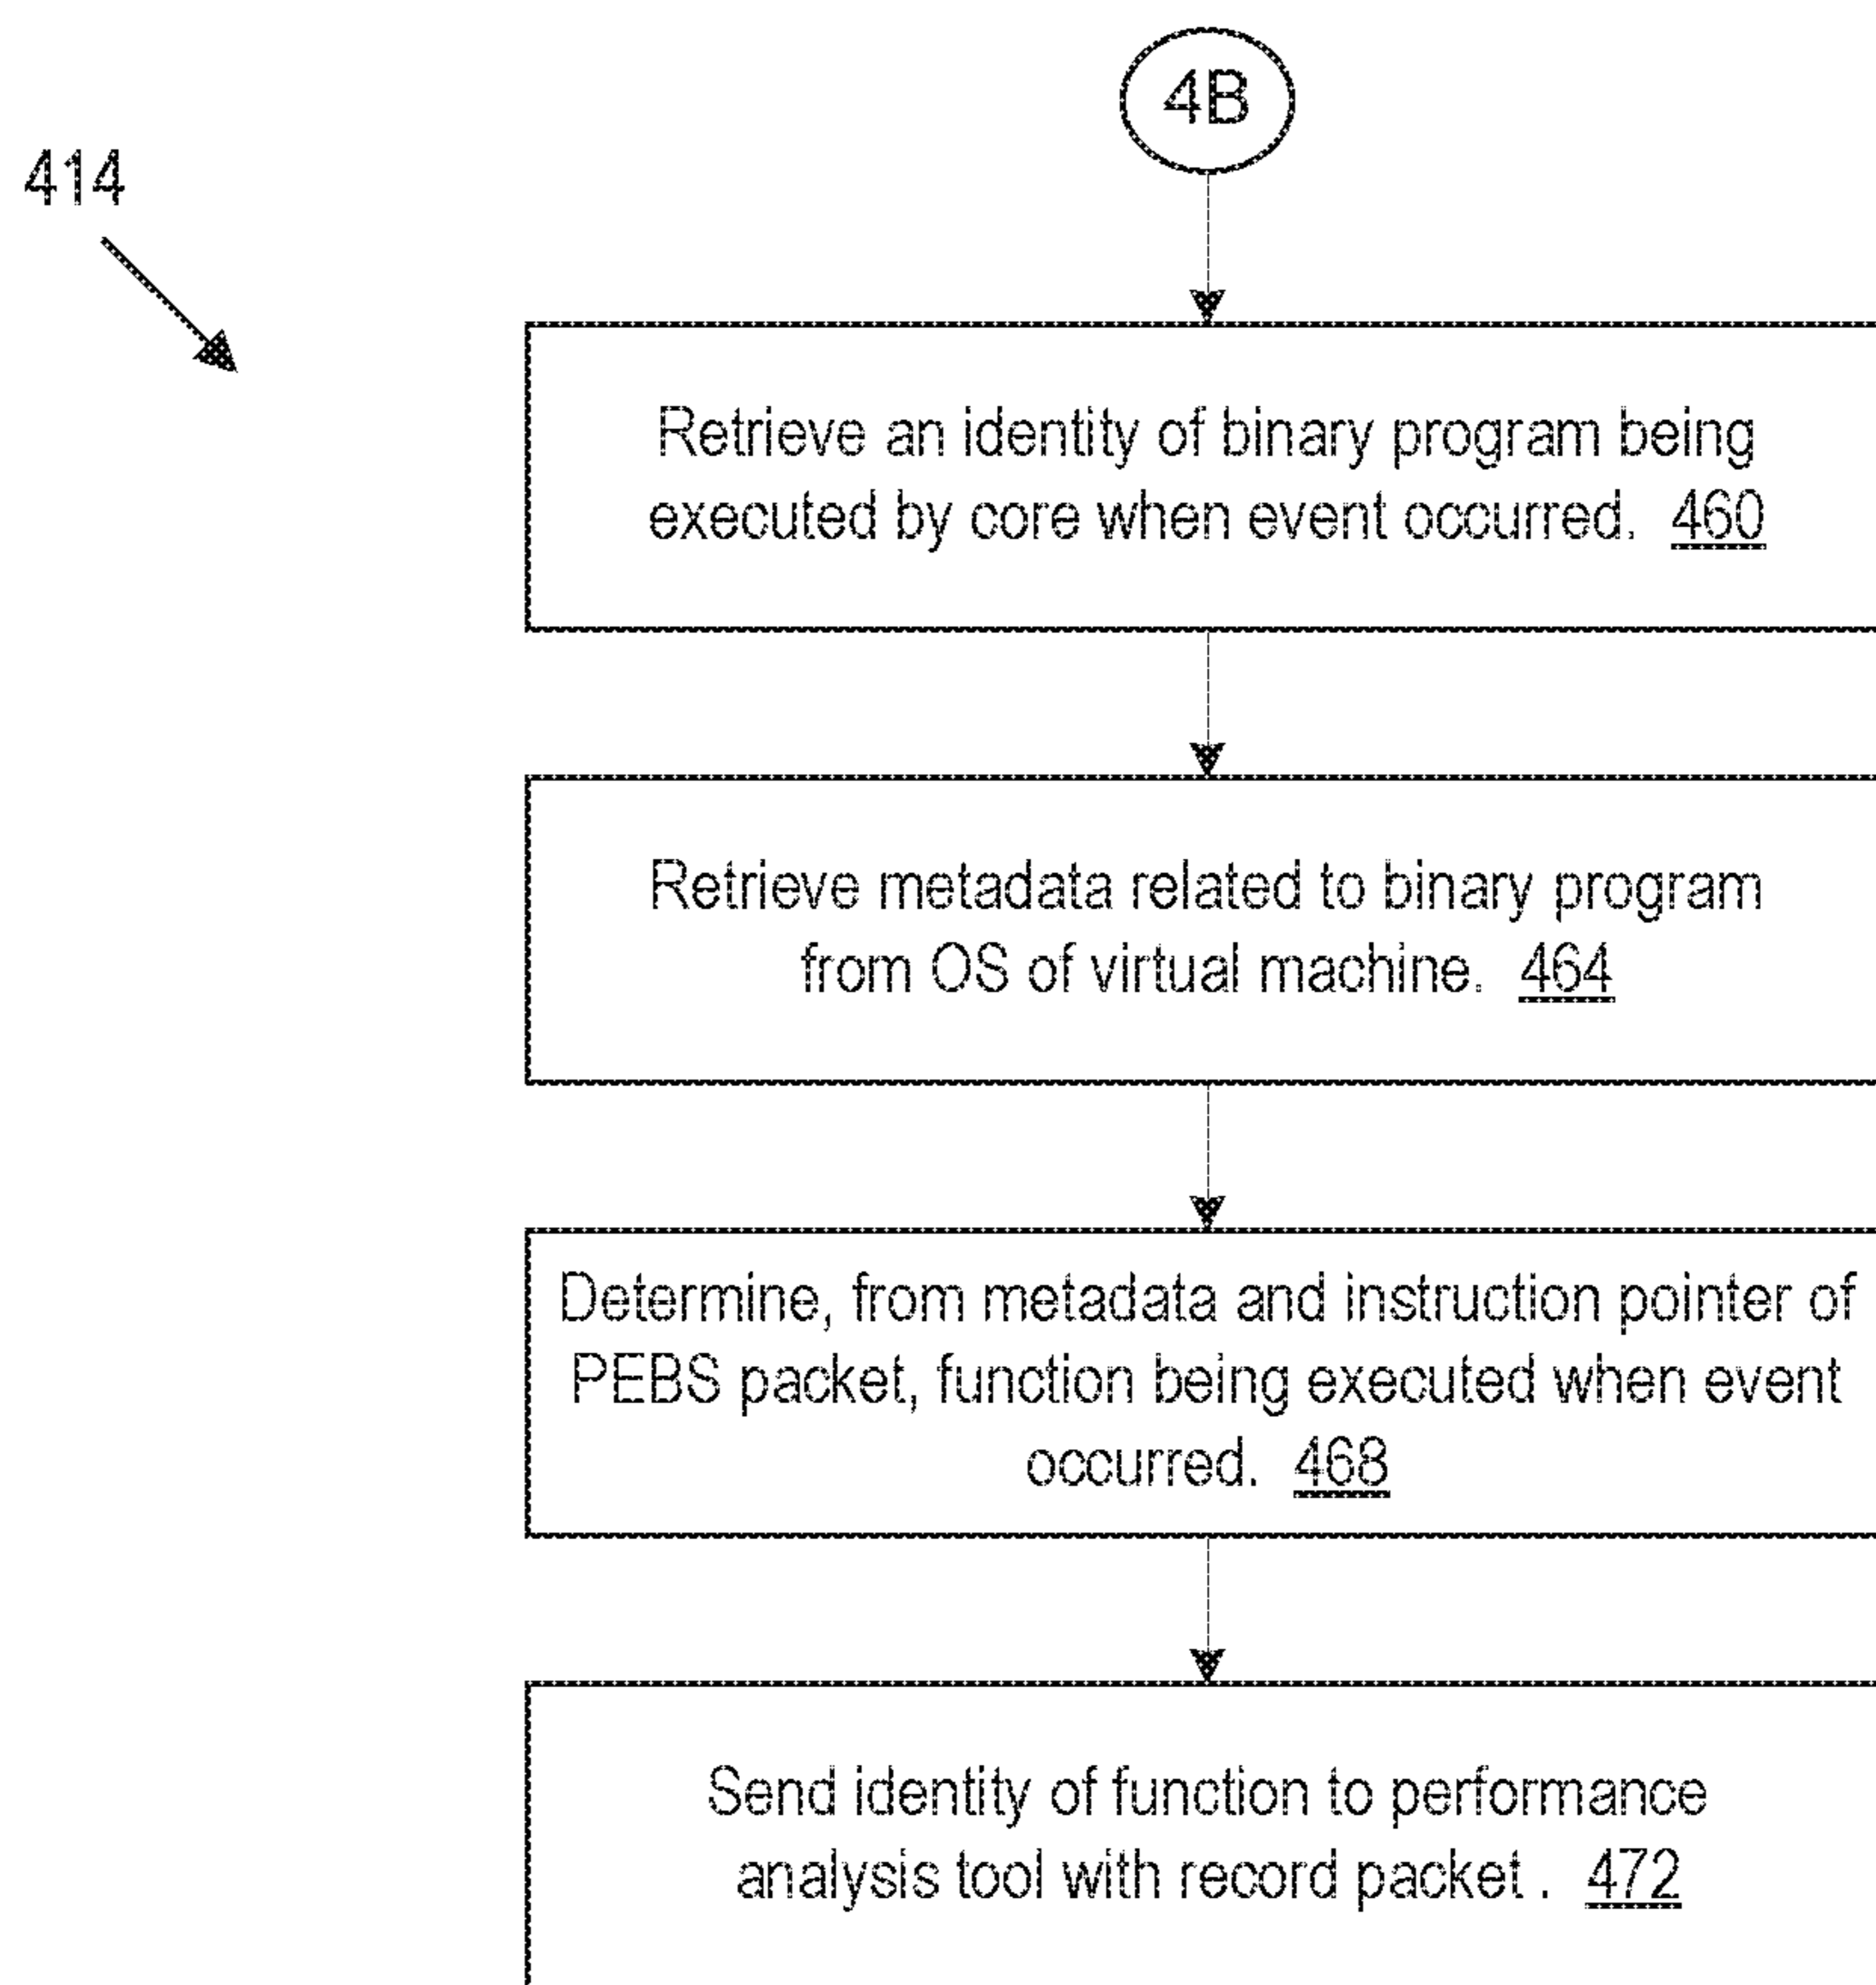 4B
414
Retrieve an identity of binary program being
executed by core when event occurred. 460
Retrieve metadata related to binary program
from OS of virtual machine. 464
Determine, from metadata and instruction pointer of
PEBS packet, function being executed when event
occurred. 468
Send identity of function to performance
analysis tool with record packet . 472